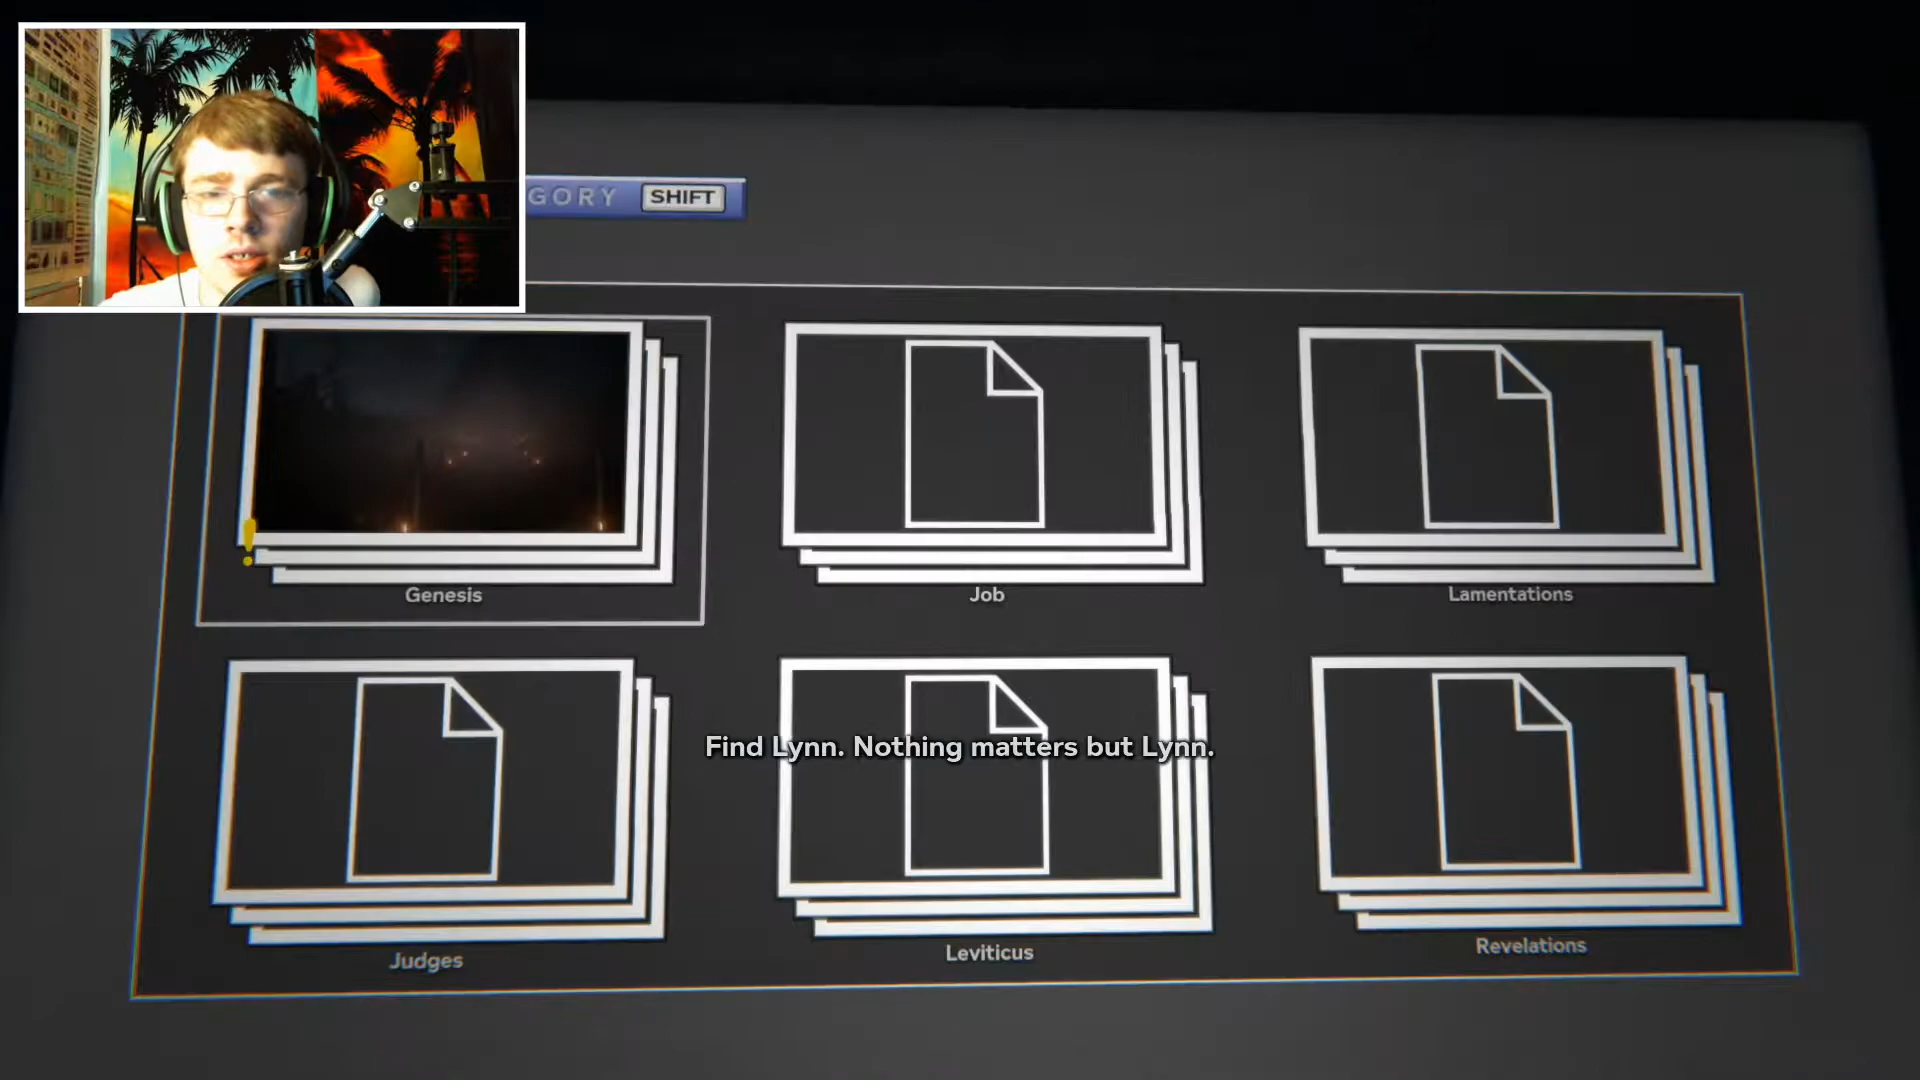 GORY SHIFT
Genesis
Job
Lamentations
Find Lynn. Nothing matters but Lynn.
Judges
Leviticus
Revelations